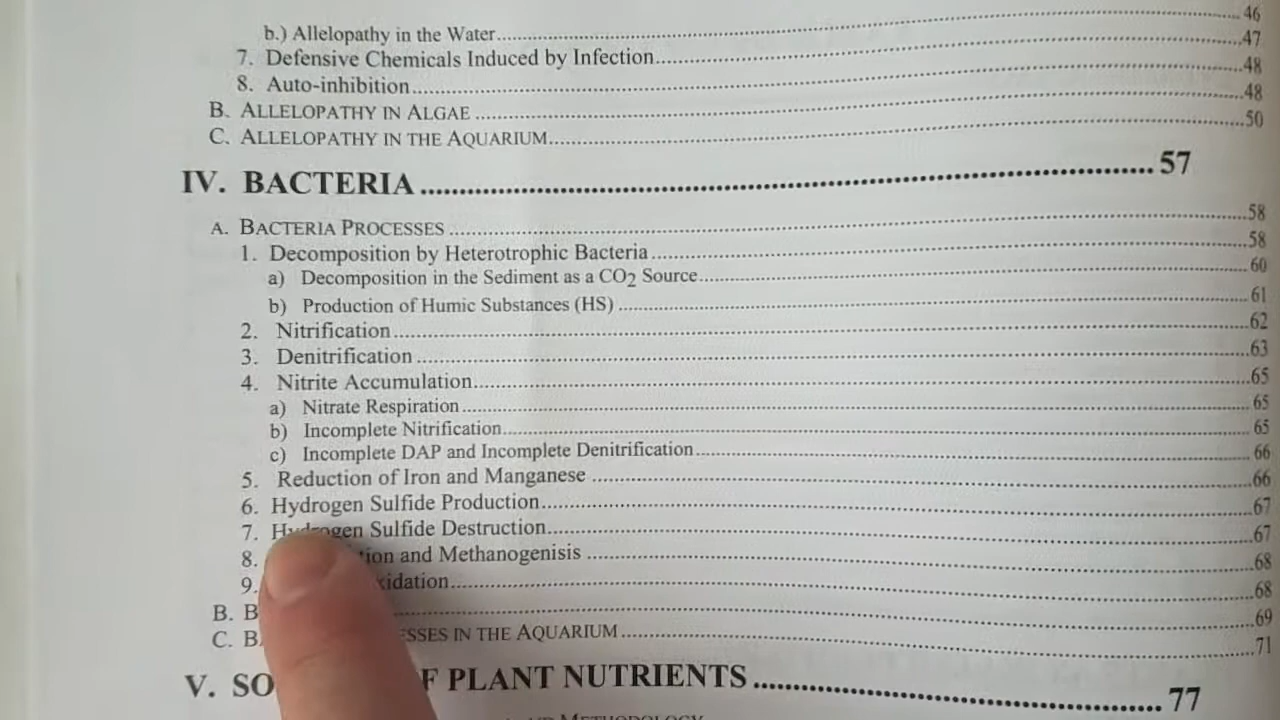 46
b.) Allelopathy in the Water 47
7. Defensive Chemicals Induced by Infection 48
8. Auto-inhibition 48
B. ALLELOPATHY IN ALGAE 50
C. ALLELOPATHY IN THE AQUARIUM
IV. BACTERIA 57
A. BACTERIA PROCESSES 58
1. Decomposition by Heterotrophic Bacteria 58
a) Decomposition in the Sediment as a CO2 Source 60
b) Production of Humic Substances (HS) 61
2. Nitrification 62
3. Denitrification 63
4. Nitrite Accumulation 65
a) Nitrate Respiration 65
b) Incomplete Nitrification 65
c) Incomplete DAP and Incomplete Denitrification 66
5. Reduction of Iron and Manganese 66
6. Hydrogen Sulfide Production 67
7. Hydrogen Sulfide Destruction 67
8. tion and Methanogenisis 68
9. xidation 68
B. B 69
C. B ESSES IN THE AQUARIUM 71
V. SO F PLANT NUTRIENTS 77